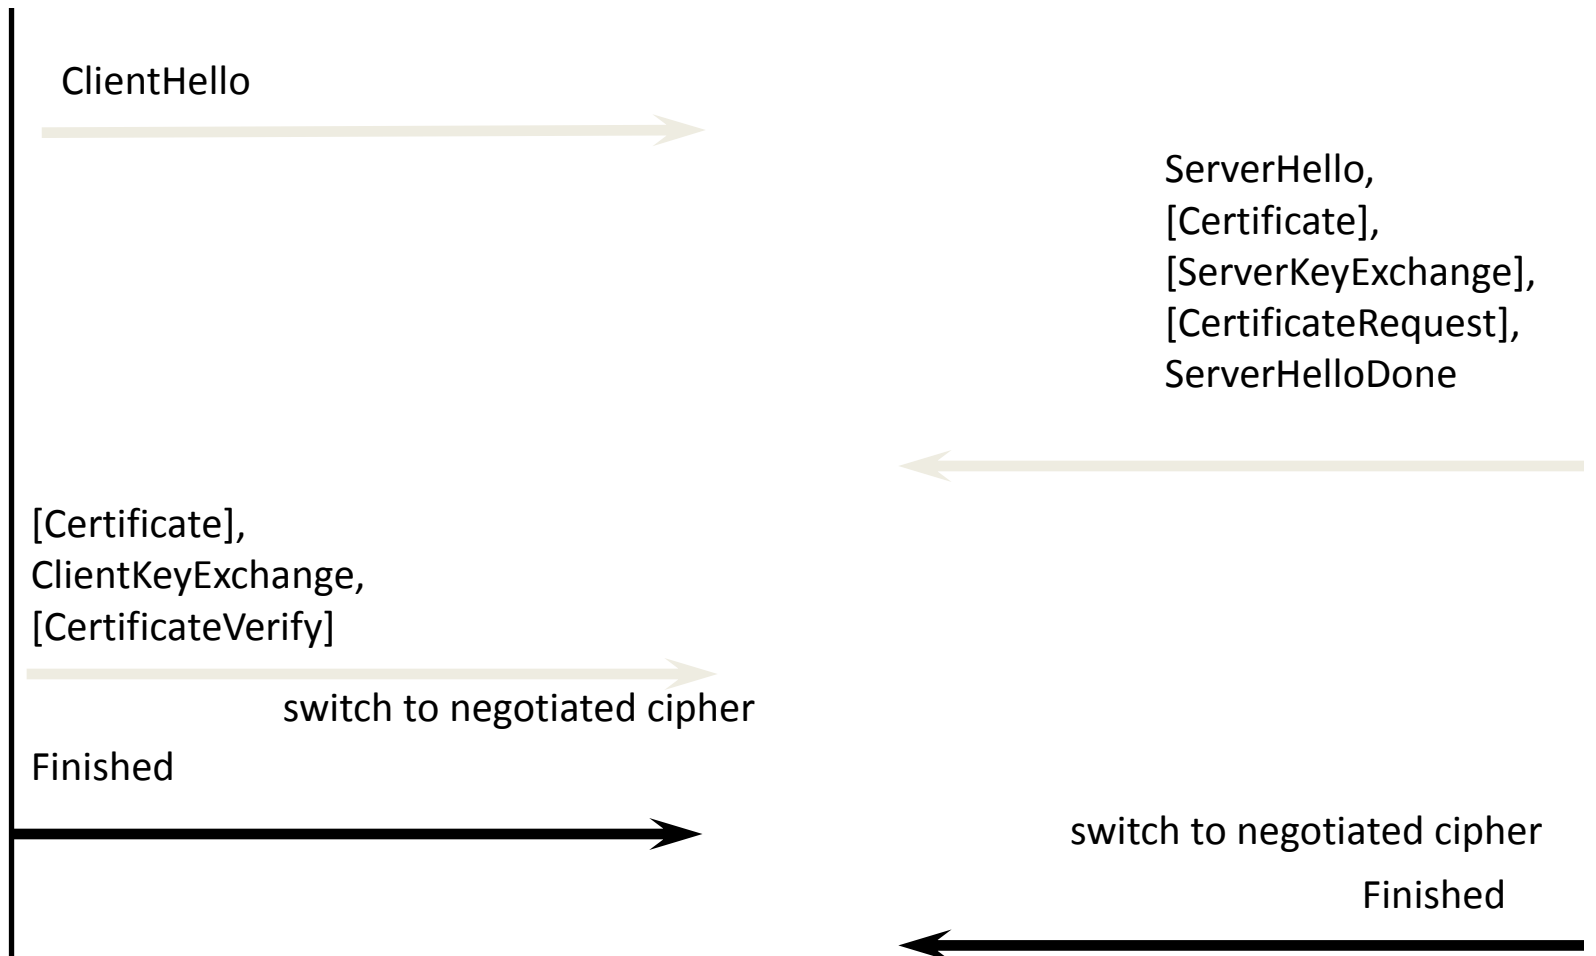 ClientHello
ServerHello,
[Certificate],
[ServerKeyExchange],
[CertificateRequest],
ServerHelloDone
[Certificate],
ClientKeyExchange,
[CertificateVerify]
switch to negotiated cipher
Finished
switch to negotiated cipher
Finished